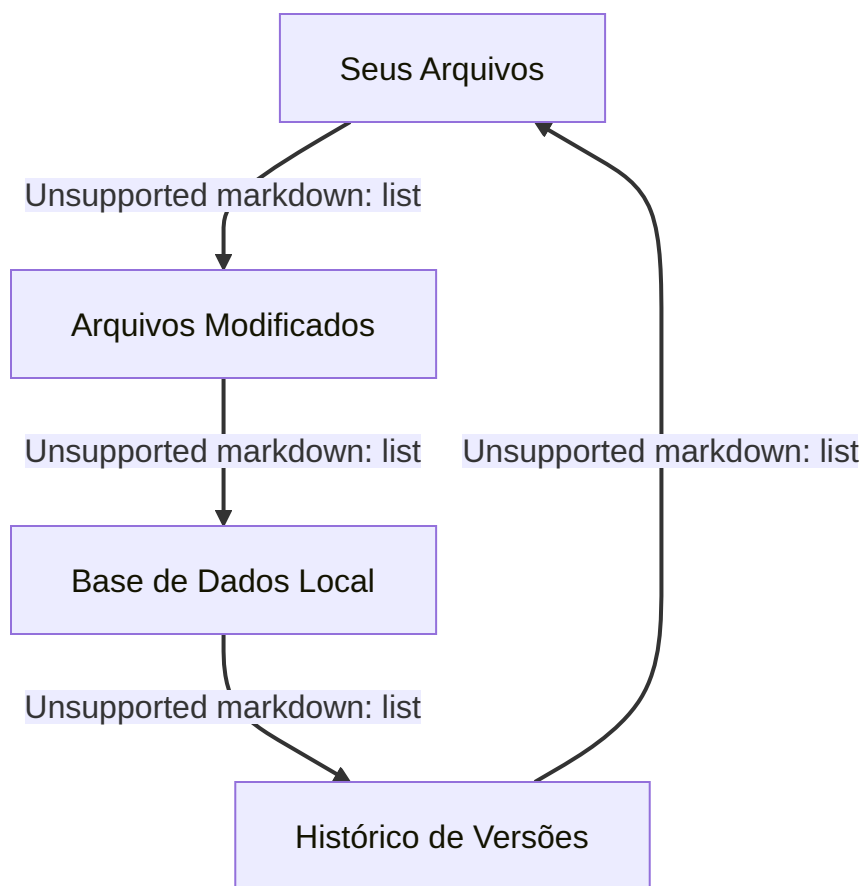 Seus Arquivos
Unsupported markdown: list
Arquivos Modificados
Unsupported markdown: list
Unsupported markdown: list
Base de Dados Local
Unsupported markdown: list
Histórico de Versões